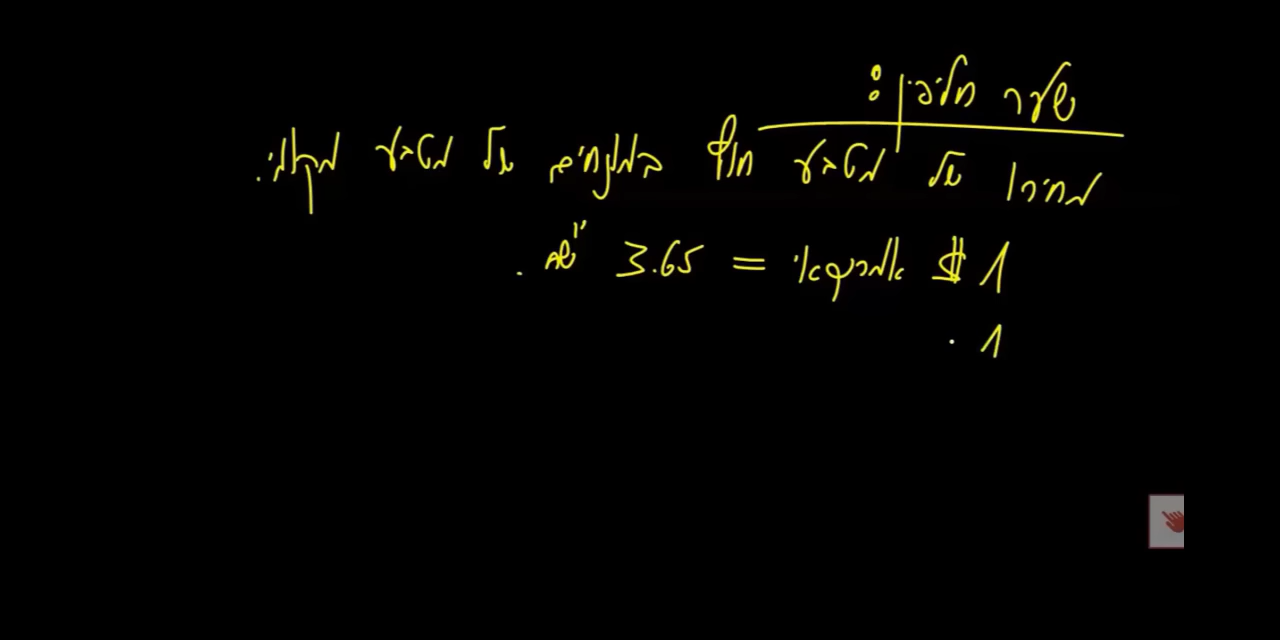 שער חליפין:
מחירו של מטבע חוץ במונחים של מטבע מקומי.
1 $ אמריקאי = 3.65 ש"ח.
1